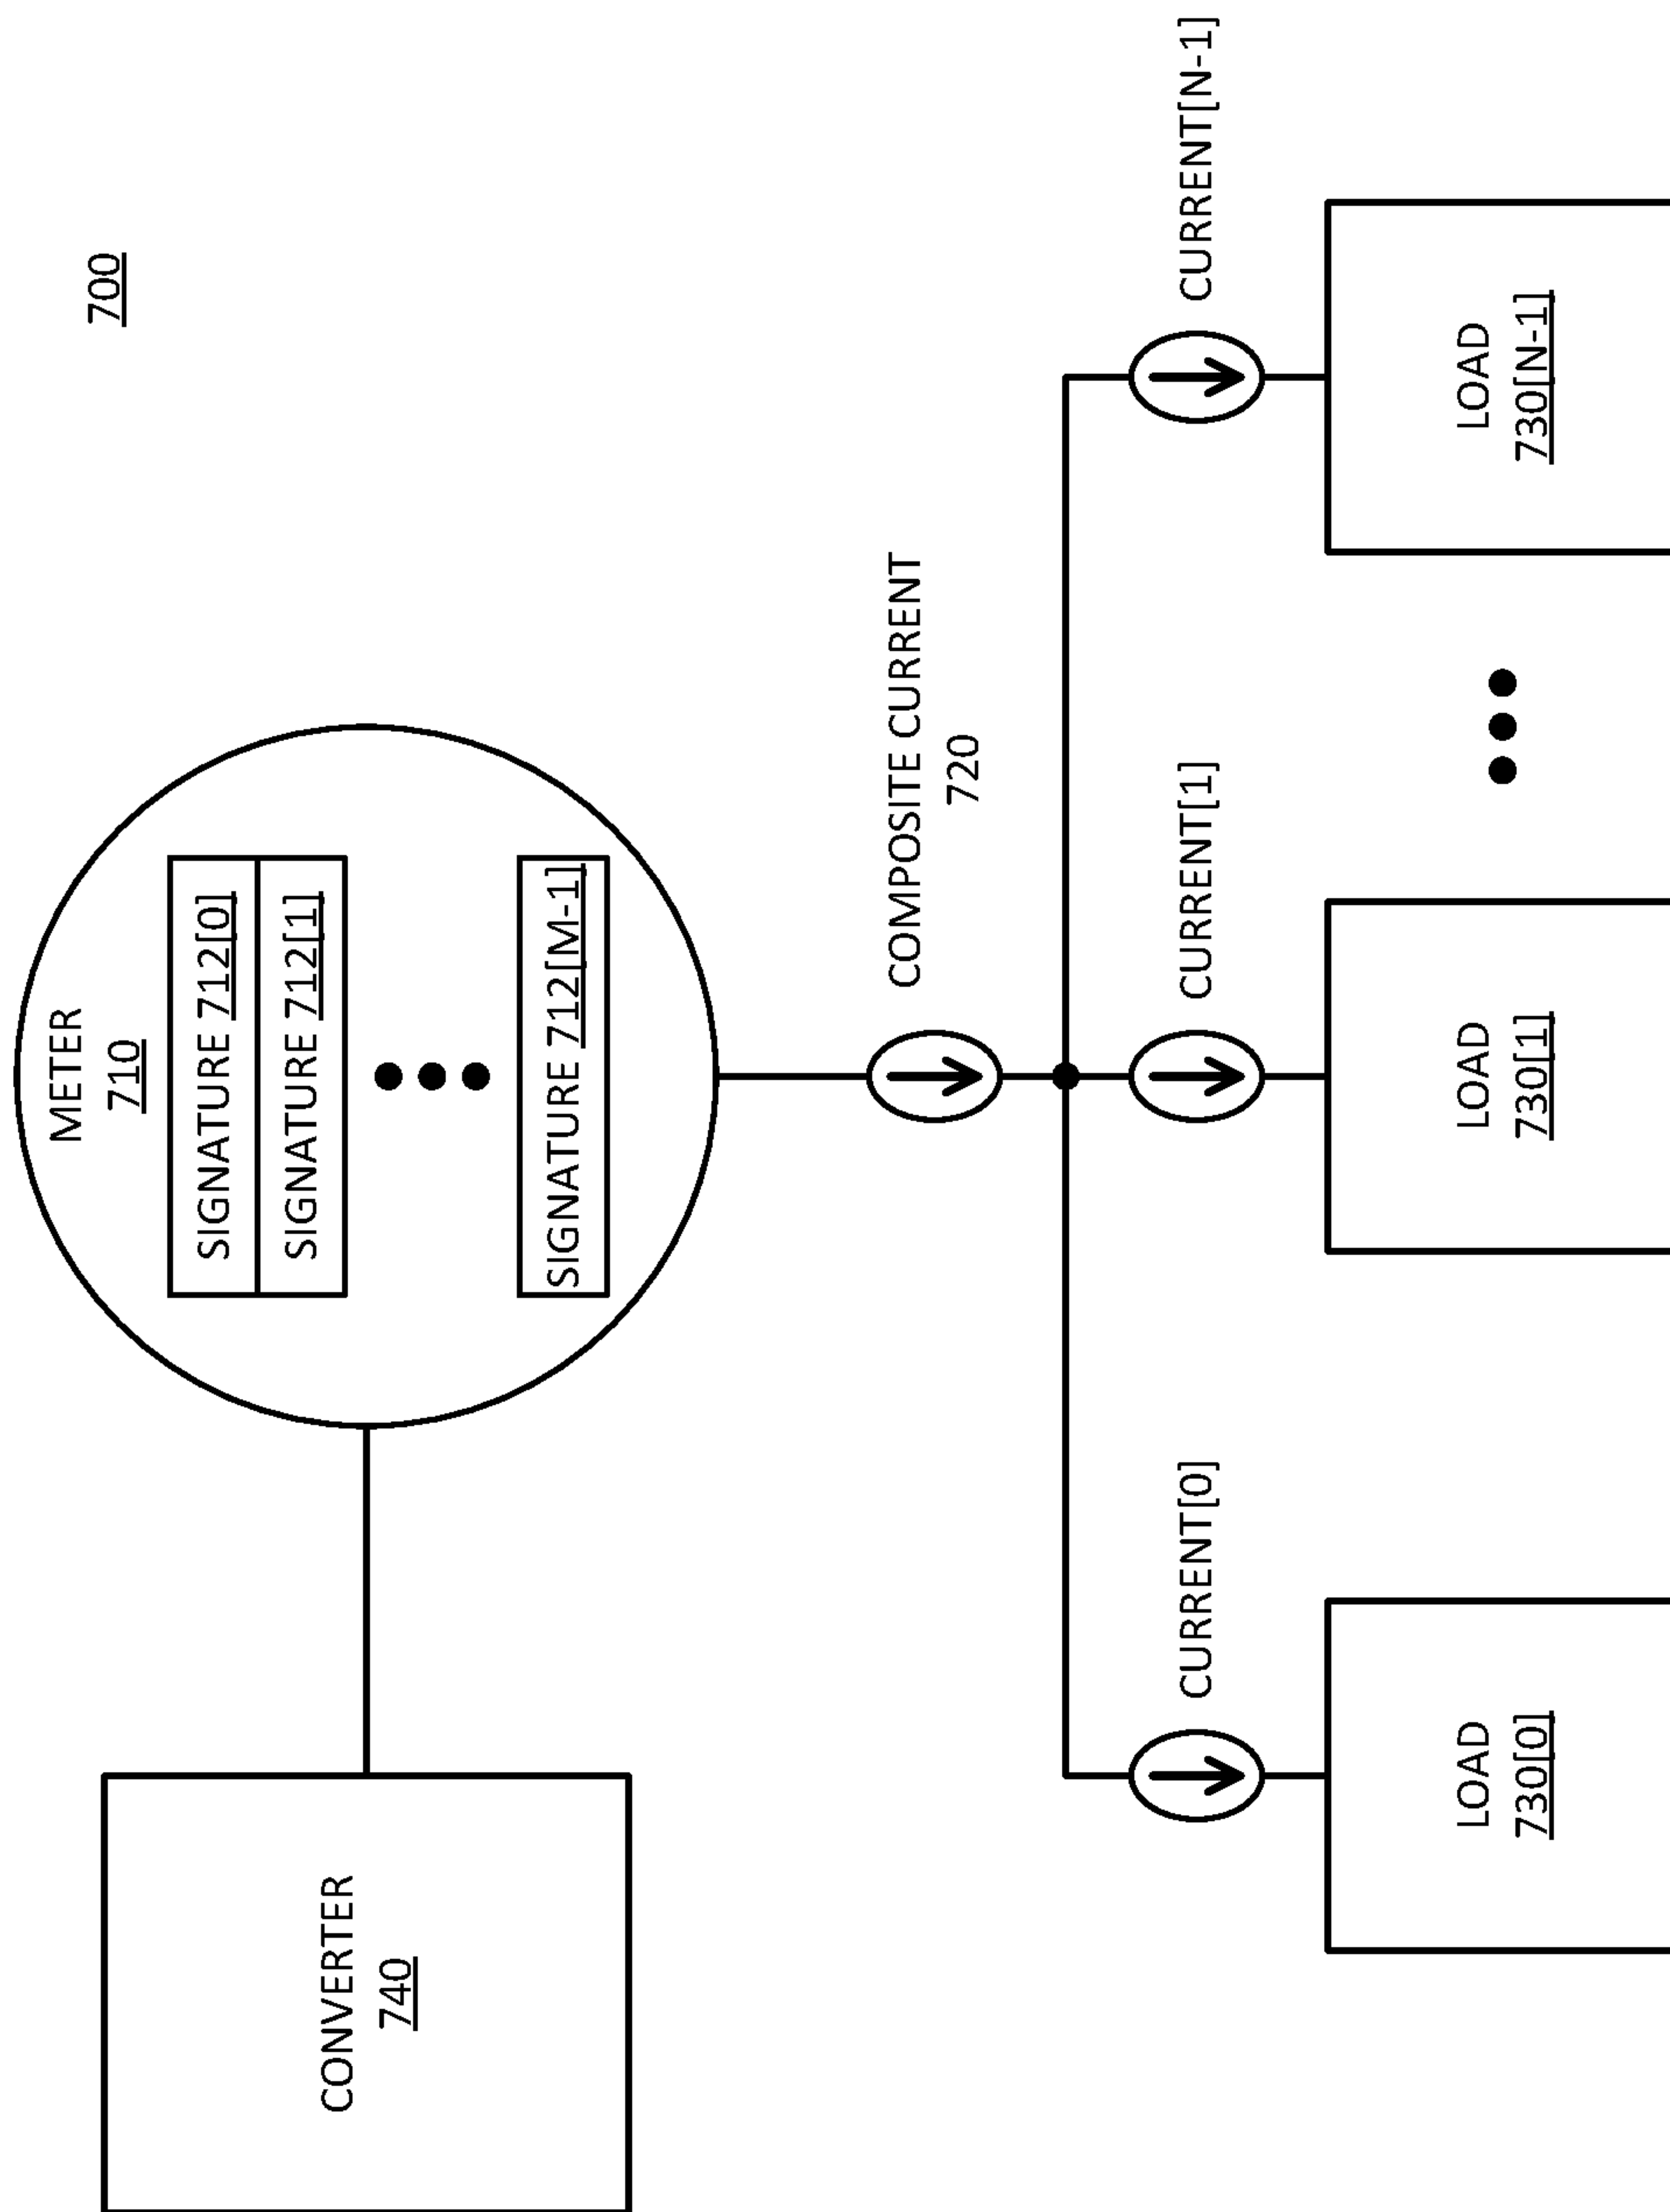 700
METER
710
SIGNATURE 712[0]
SIGNATURE 712[1]
SIGNATURE 712[M-1]
CONVERTER
740
COMPOSITE CURRENT
720
CURRENT[0]
CURRENT[1]
CURRENT[N-1]
LOAD
730[0]
LOAD
730[1]
LOAD
730[N-1]